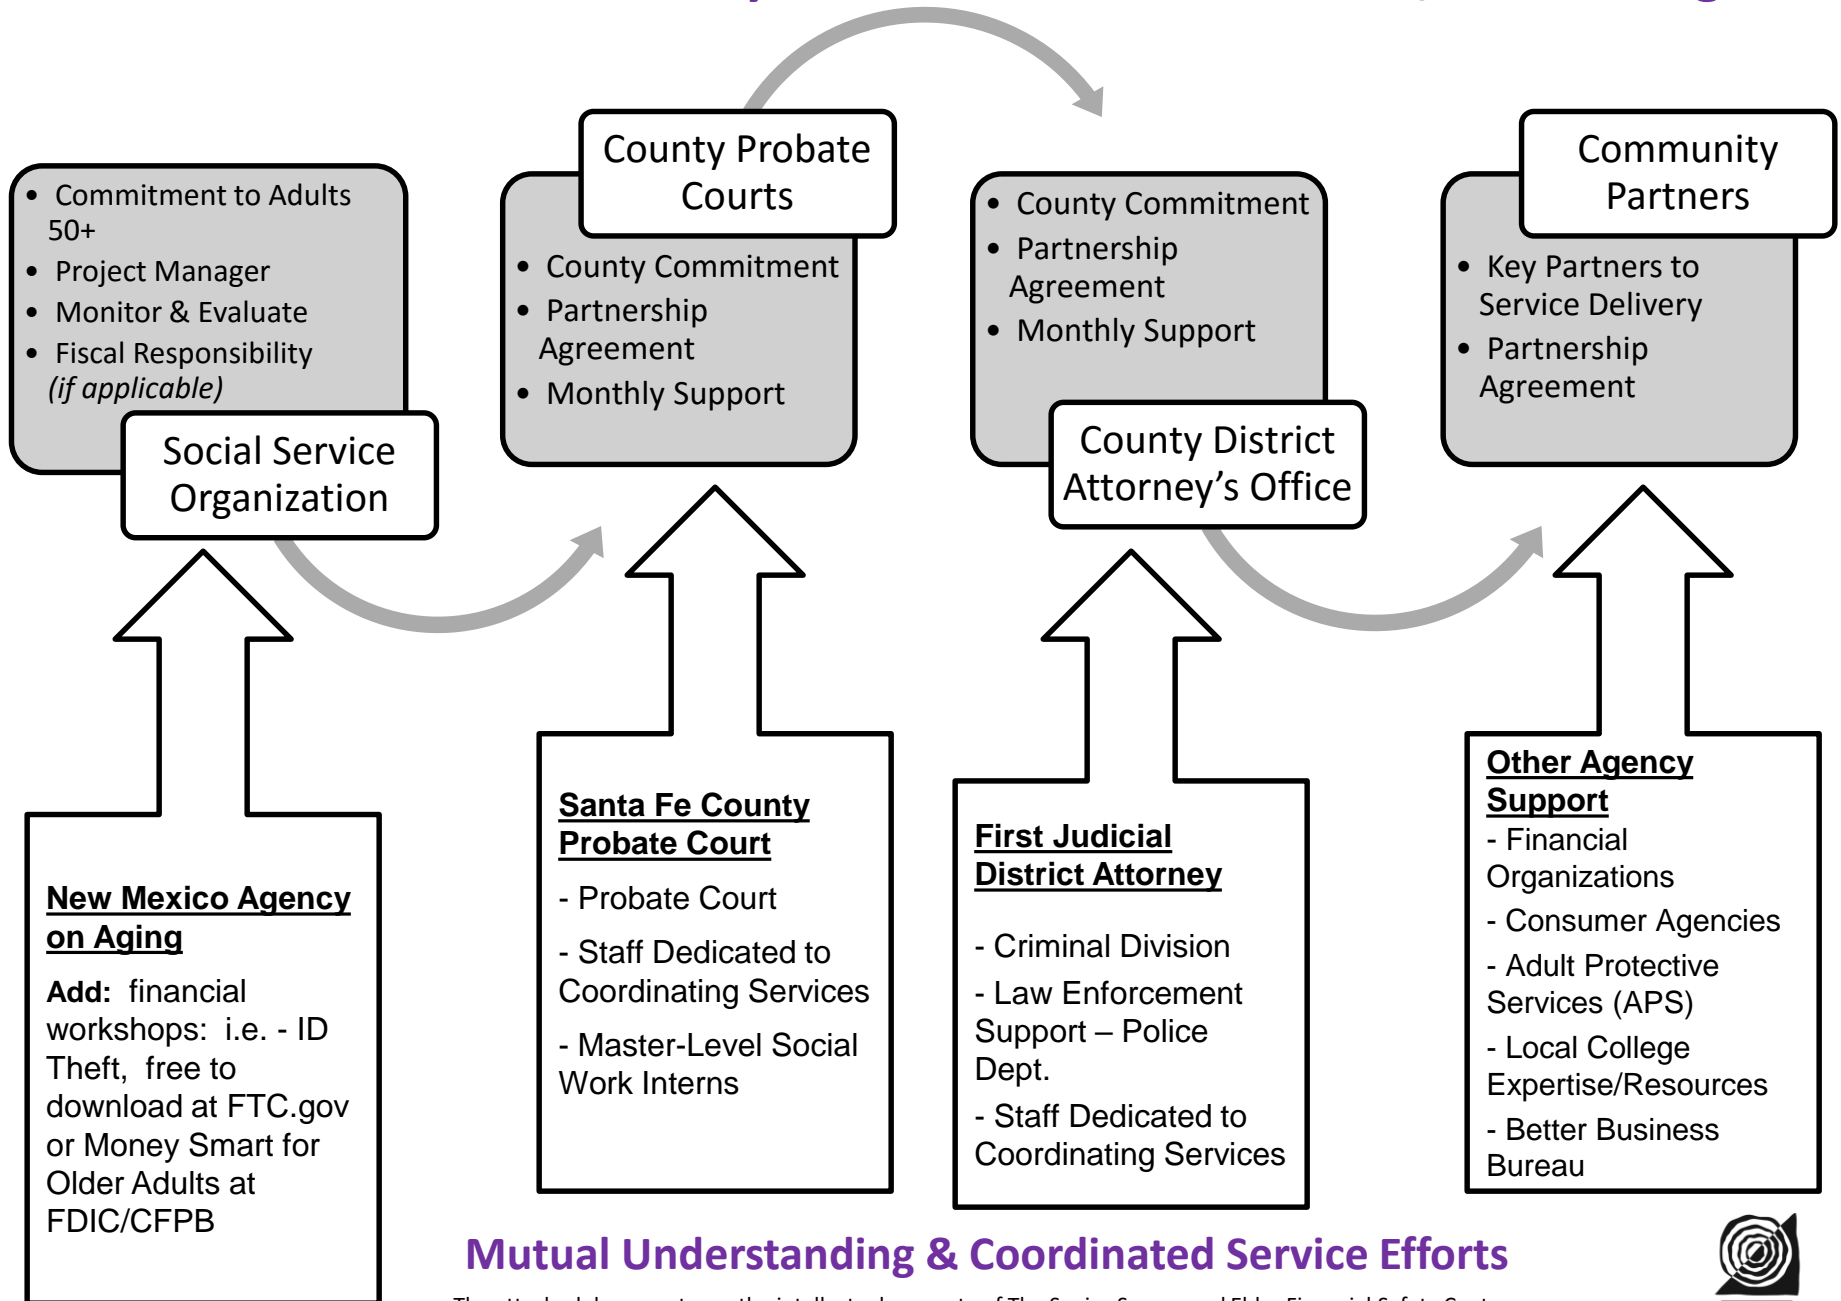 County Probate
Courts
Community
Partners
• Commitment to Adults
50+
• Project Manager
• Monitor & Evaluate
• Fiscal Responsibility
(if applicable)
Social Service
Organization
• County Commitment
• Partnership
Agreement
• Monthly Support
• County Commitment
• Partnership
Agreement
• Monthly Support
County District
Attorney’s Office
• Key Partners to
Service Delivery
• Partnership
Agreement
New Mexico Agency
on Aging
Add: financial
workshops: i.e. - ID
Theft, free to
download at FTC.gov
or Money Smart for
Older Adults at
FDIC/CFPB
Santa Fe County
Probate Court
- Probate Court
- Staff Dedicated to
Coordinating Services
- Master-Level Social
Work Interns
First Judicial
District Attorney
- Criminal Division
- Law Enforcement
Support – Police
Dept.
- Staff Dedicated to
Coordinating Services
Other Agency
Support
- Financial
Organizations
- Consumer Agencies
- Adult Protective
Services (APS)
- Local College
Expertise/Resources
- Better Business
Bureau
Mutual Understanding & Coordinated Service Efforts